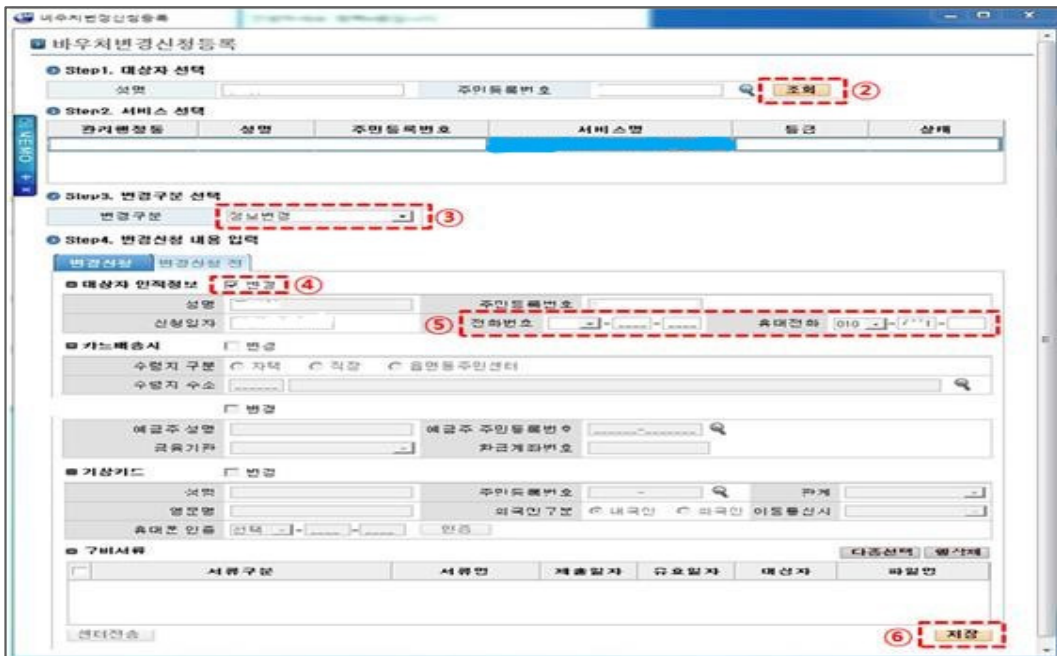 바우처변경신청등록
바우처변경신청등록
Step1. 대상자 선택
성명 주민등록번호 조회 ②
Step2. 서비스 선택
관리행정동 성명 주민등록번호 서비스명 등급 상태
MEMO +
Step3. 변경구분 선택
변경구분 정보변경 ③
Step4. 변경신청 내용 입력
변경신청 변경신청 전
대상자 인적정보 변경 ④
성명 주민등록번호
신청일자 ⑤ 전화번호 - - 휴대전화 010 - -
카드배송지 변경
수령지 구분 자택 직장 읍면동주민센터
수령지 주소
변경
예금주 성명 예금주 주민등록번호 -
금융기관 환급계좌번호
가상카드 변경
성명 주민등록번호 - 관계
영문명 외국인구분 내국인 외국인 이동통신사
휴대폰 인증 선택 - - 인증
구비서류 다중선택 행삭제
서류구분 서류명 제출일자 유효일자 대상자 파일명
센터전송 ⑥ 저장